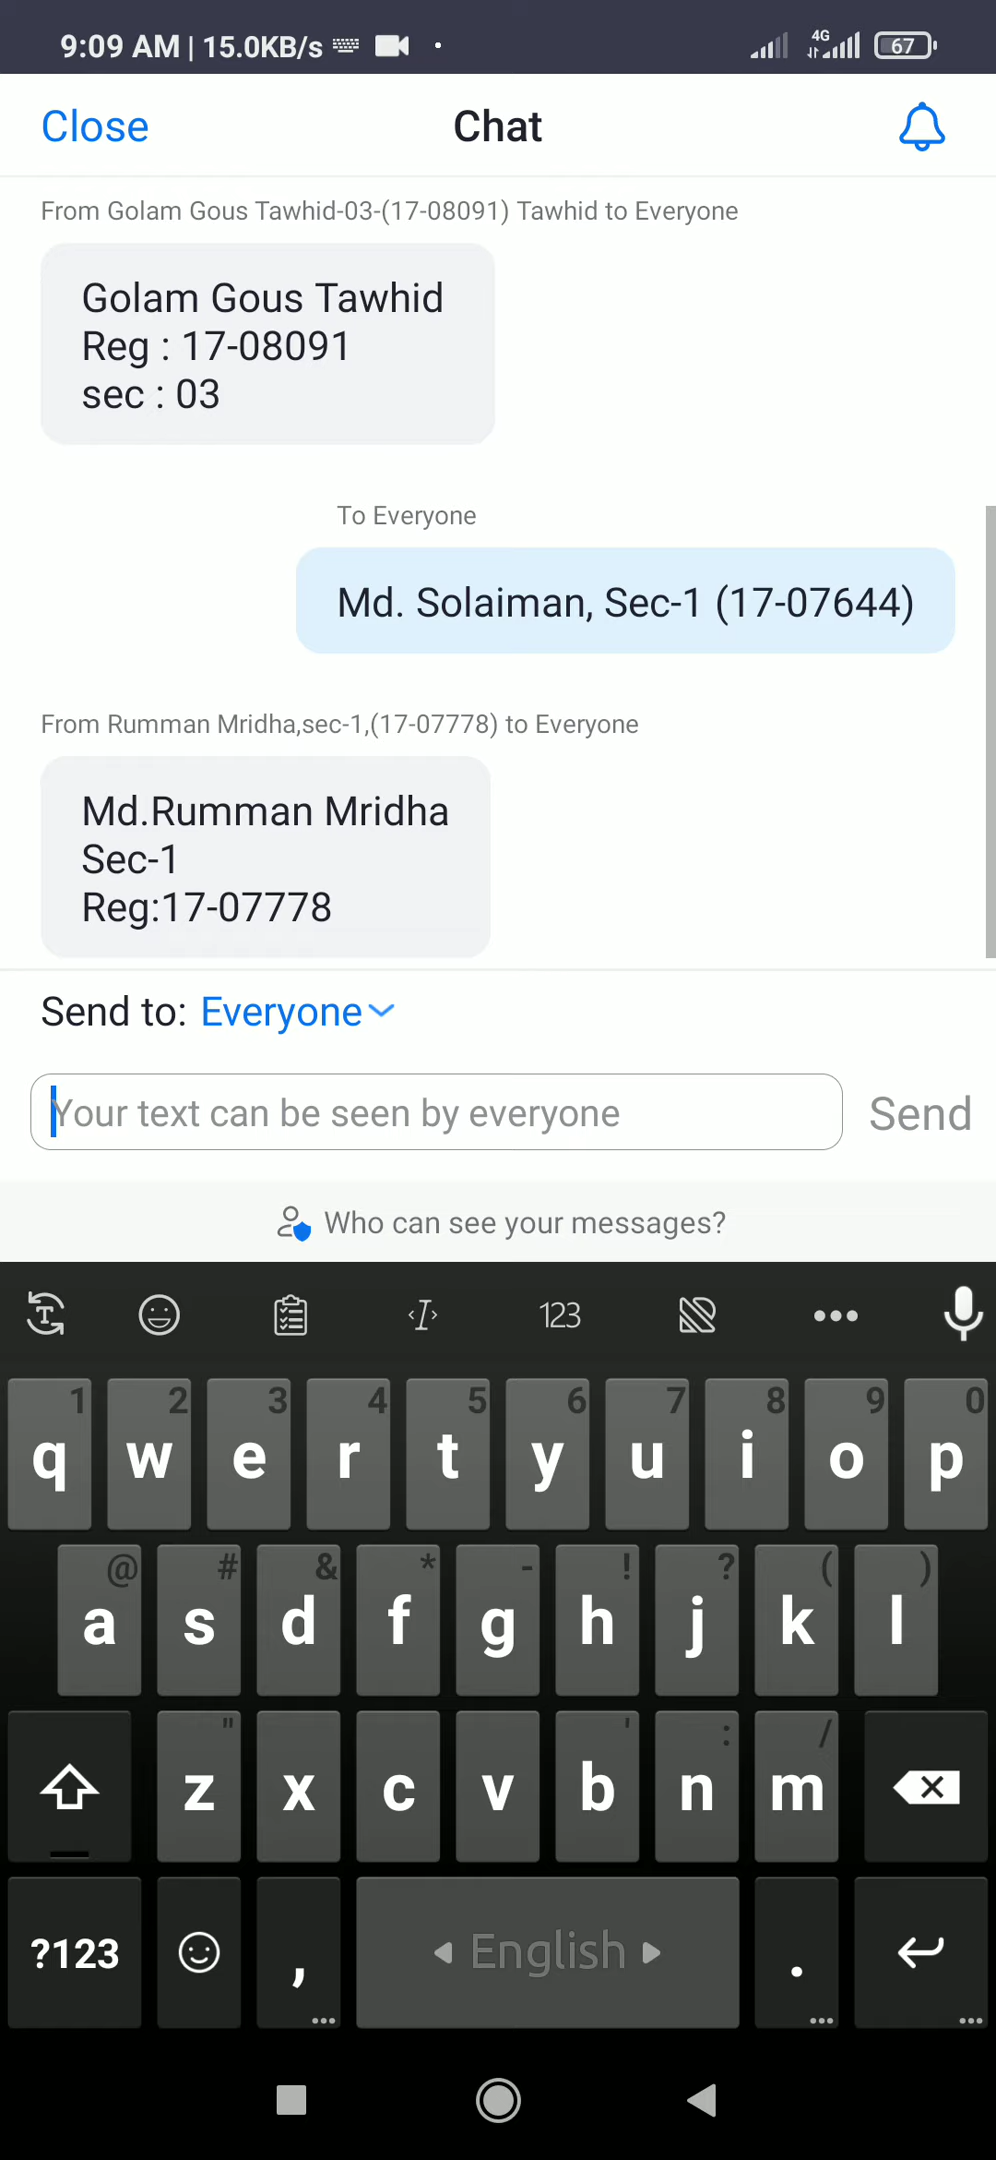 9:09 AM | 15.0KB/s
4G
67
Close
Chat
From Golam Gous Tawhid-03-(17-08091) Tawhid to Everyone
Golam Gous Tawhid
Reg : 17-08091
sec : 03
To Everyone
Md. Solaiman, Sec-1 (17-07644)
From Rumman Mridha,sec-1,(17-07778) to Everyone
Md.Rumman Mridha
Sec-1
Reg:17-07778
Send to: Everyone
Your text can be seen by everyone
Send
Who can see your messages?
123
1 2 3 4 5 6 7 8 9 0
q w e r t y u i o p
@ # & * - ! ? ( )
a s d f g h j k l
" ' : /
z x c v b n m
?123 , English .